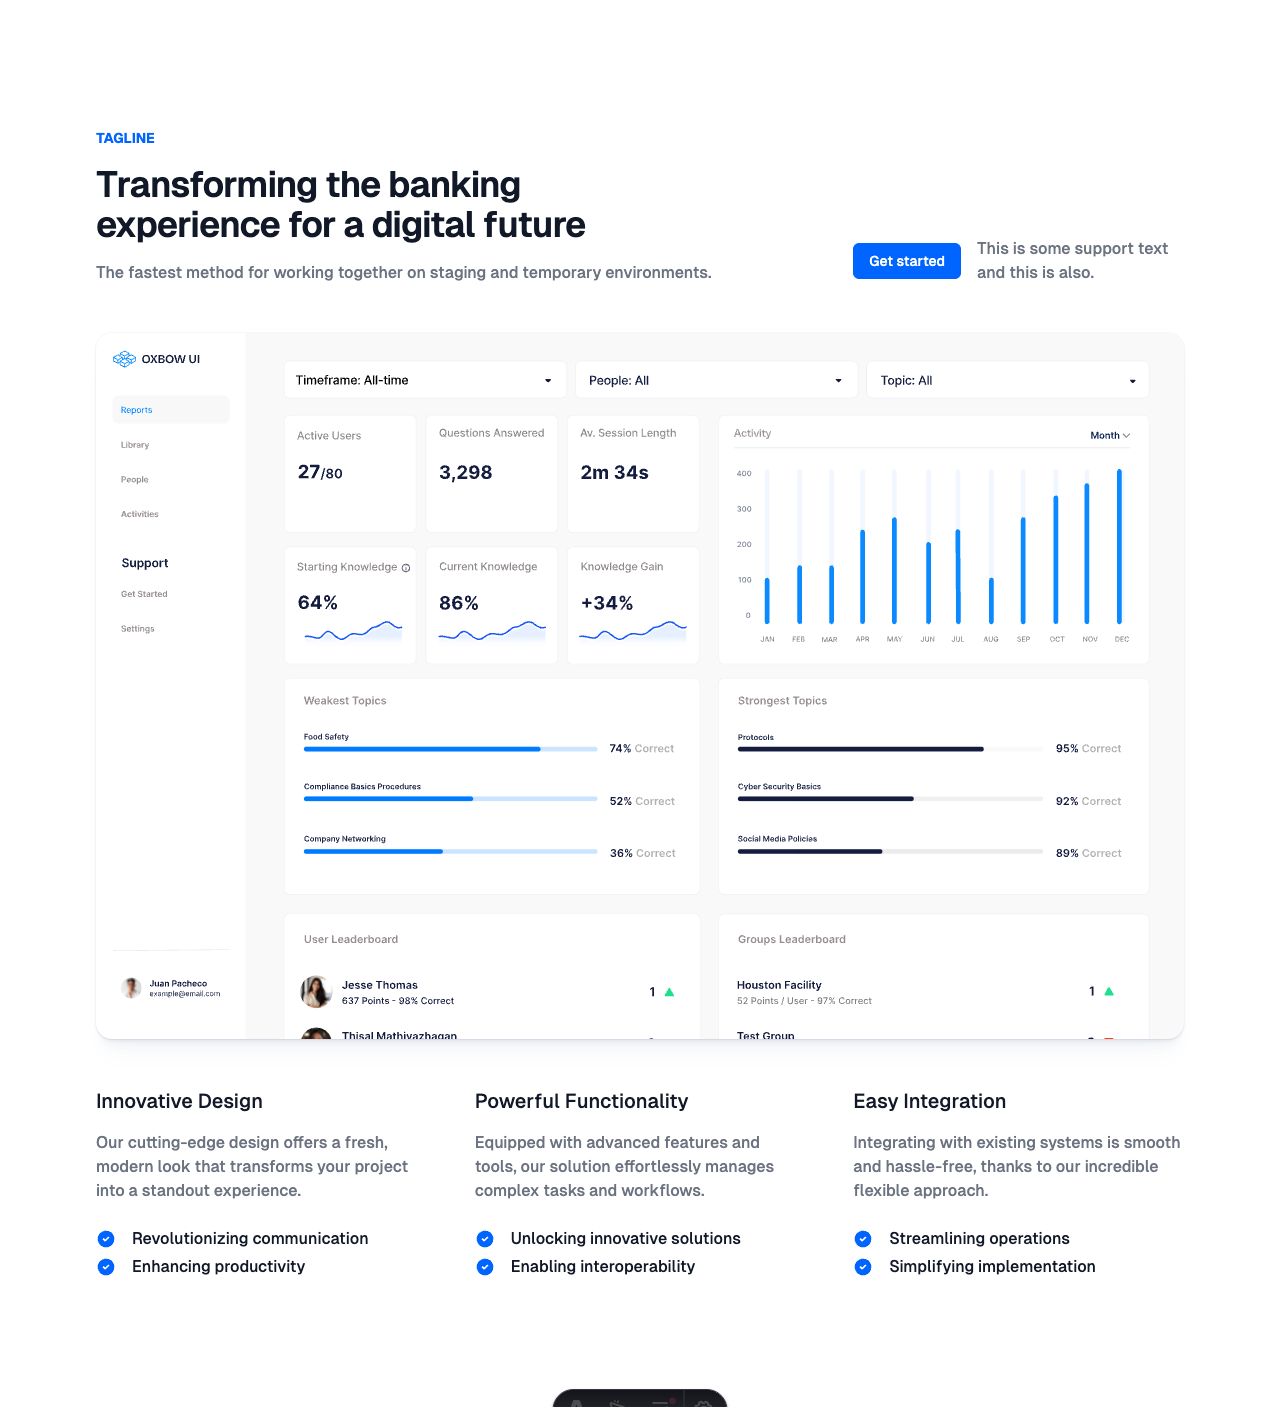 TAGLINE
Transforming the banking
experience for a digital future
The fastest method for working together on staging and temporary environments.
Get started
This is some support text
and this is also.
OXBOW UI
Reports
Library
People
Activities
Support
Get Started
Settings
Juan Pacheco
example@email.com
Timeframe: All-time
People: All
Topic: All
Active Users
27/80
Questions Answered
3,298
Av. Session Length
2m 34s
Starting Knowledge
64%
Current Knowledge
86%
Knowledge Gain
+34%
Activity
Month
400
300
200
100
0
JAN FEB MAR APR MAY JUN JUL AUG SEP OCT NOV DEC
Weakest Topics
Food Safety
74% Correct
Compliance Basics Procedures
52% Correct
Company Networking
36% Correct
Strongest Topics
Protocols
95% Correct
Cyber Security Basics
92% Correct
Social Media Policies
89% Correct
User Leaderboard
Jesse Thomas
637 Points - 98% Correct
1
Thisal Mathiyazhagan
Groups Leaderboard
Houston Facility
52 Points / User - 97% Correct
1
Test Group
Innovative Design
Our cutting-edge design offers a fresh,
modern look that transforms your project
into a standout experience.
Revolutionizing communication
Enhancing productivity
Powerful Functionality
Equipped with advanced features and
tools, our solution effortlessly manages
complex tasks and workflows.
Unlocking innovative solutions
Enabling interoperability
Easy Integration
Integrating with existing systems is smooth
and hassle-free, thanks to our incredible
flexible approach.
Streamlining operations
Simplifying implementation